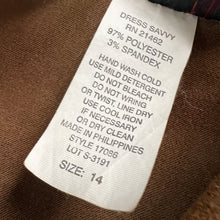 DRESS SAVVY
RN 21462
97% POLYESTER
3% SPANDEX
HAND WASH COLD
USE MILD DETERGENT
DO NOT BLEACH
DO NOT WRING
OR TWIST, LINE DRY
USE COOL IRON
IF NECESSARY
OR DRY CLEAN
MADE IN PHILIPPINES
STYLE 17086
LOT S-3191
SIZE: 14